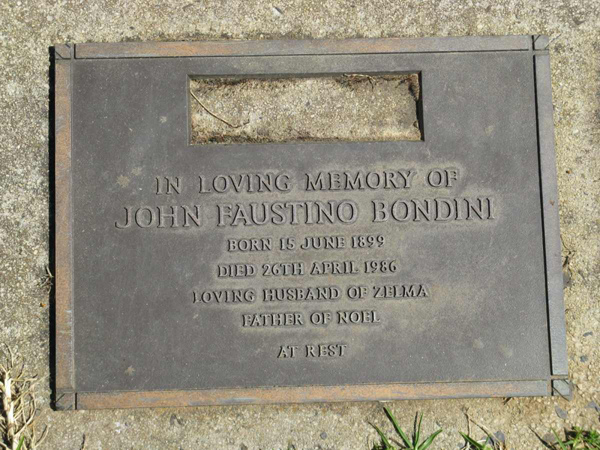 IN LOVING MEMORY OF
JOHN FAUSTINO BONDINI
BORN 15 JUNE 1899
DIED 26TH APRIL 1986
LOVING HUSBAND OF ZELMA
FATHER OF NOEL
AT REST